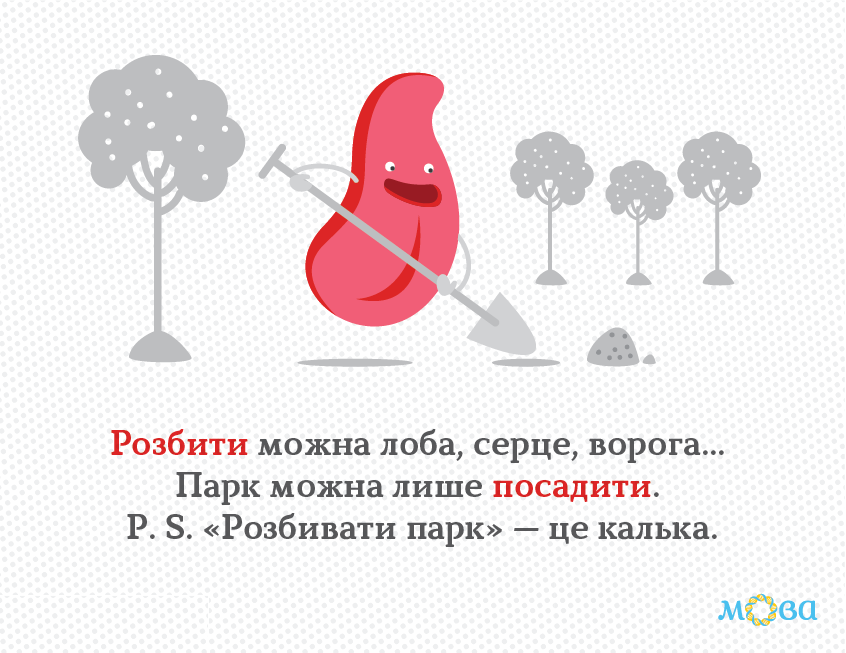 Розбити можна лоба, серце, ворога...
Парк можна лише посадити.
P. S. «Розбивати парк» — це калька.
мова